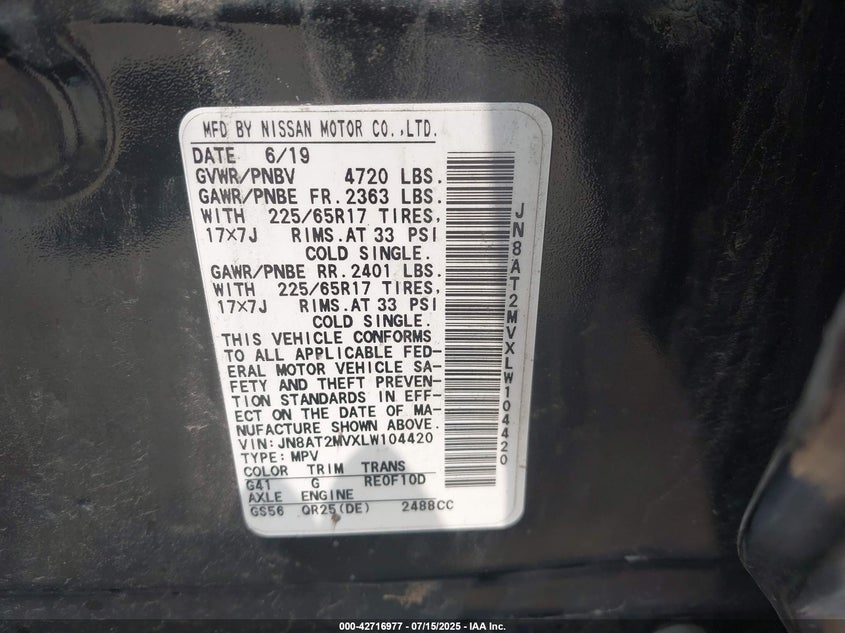 MFD BY NISSAN MOTOR CO.,LTD.
DATE 6/19
GVWR/PNBV 4720 LBS.
GAWR/PNBE FR.2363 LBS.
WITH 225/65R17 TIRES,
17×7J RIMS.AT 33 PSI
COLD SINGLE.
GAWR/PNBE RR.2401 LBS.
WITH 225/65R17 TIRES,
17×7J RIMS.AT 33 PSI
COLD SINGLE.
THIS VEHICLE CONFORMS
TO ALL APPLICABLE FED-
ERAL MOTOR VEHICLE SA-
FETY AND THEFT PREVEN-
TION STANDARDS IN EFF-
ECT ON THE DATE OF MA-
NUFACTURE SHOWN ABOVE.
VIN:JN8AT2MVXLW104420
TYPE:MPV
COLOR TRIM TRANS
G41 G RE0F10D
AXLE ENGINE
GS56 QR25(DE) 2488CC
JN8AT2MVXLW104420
000-42716977 - 07/15/2025 - IAA Inc.